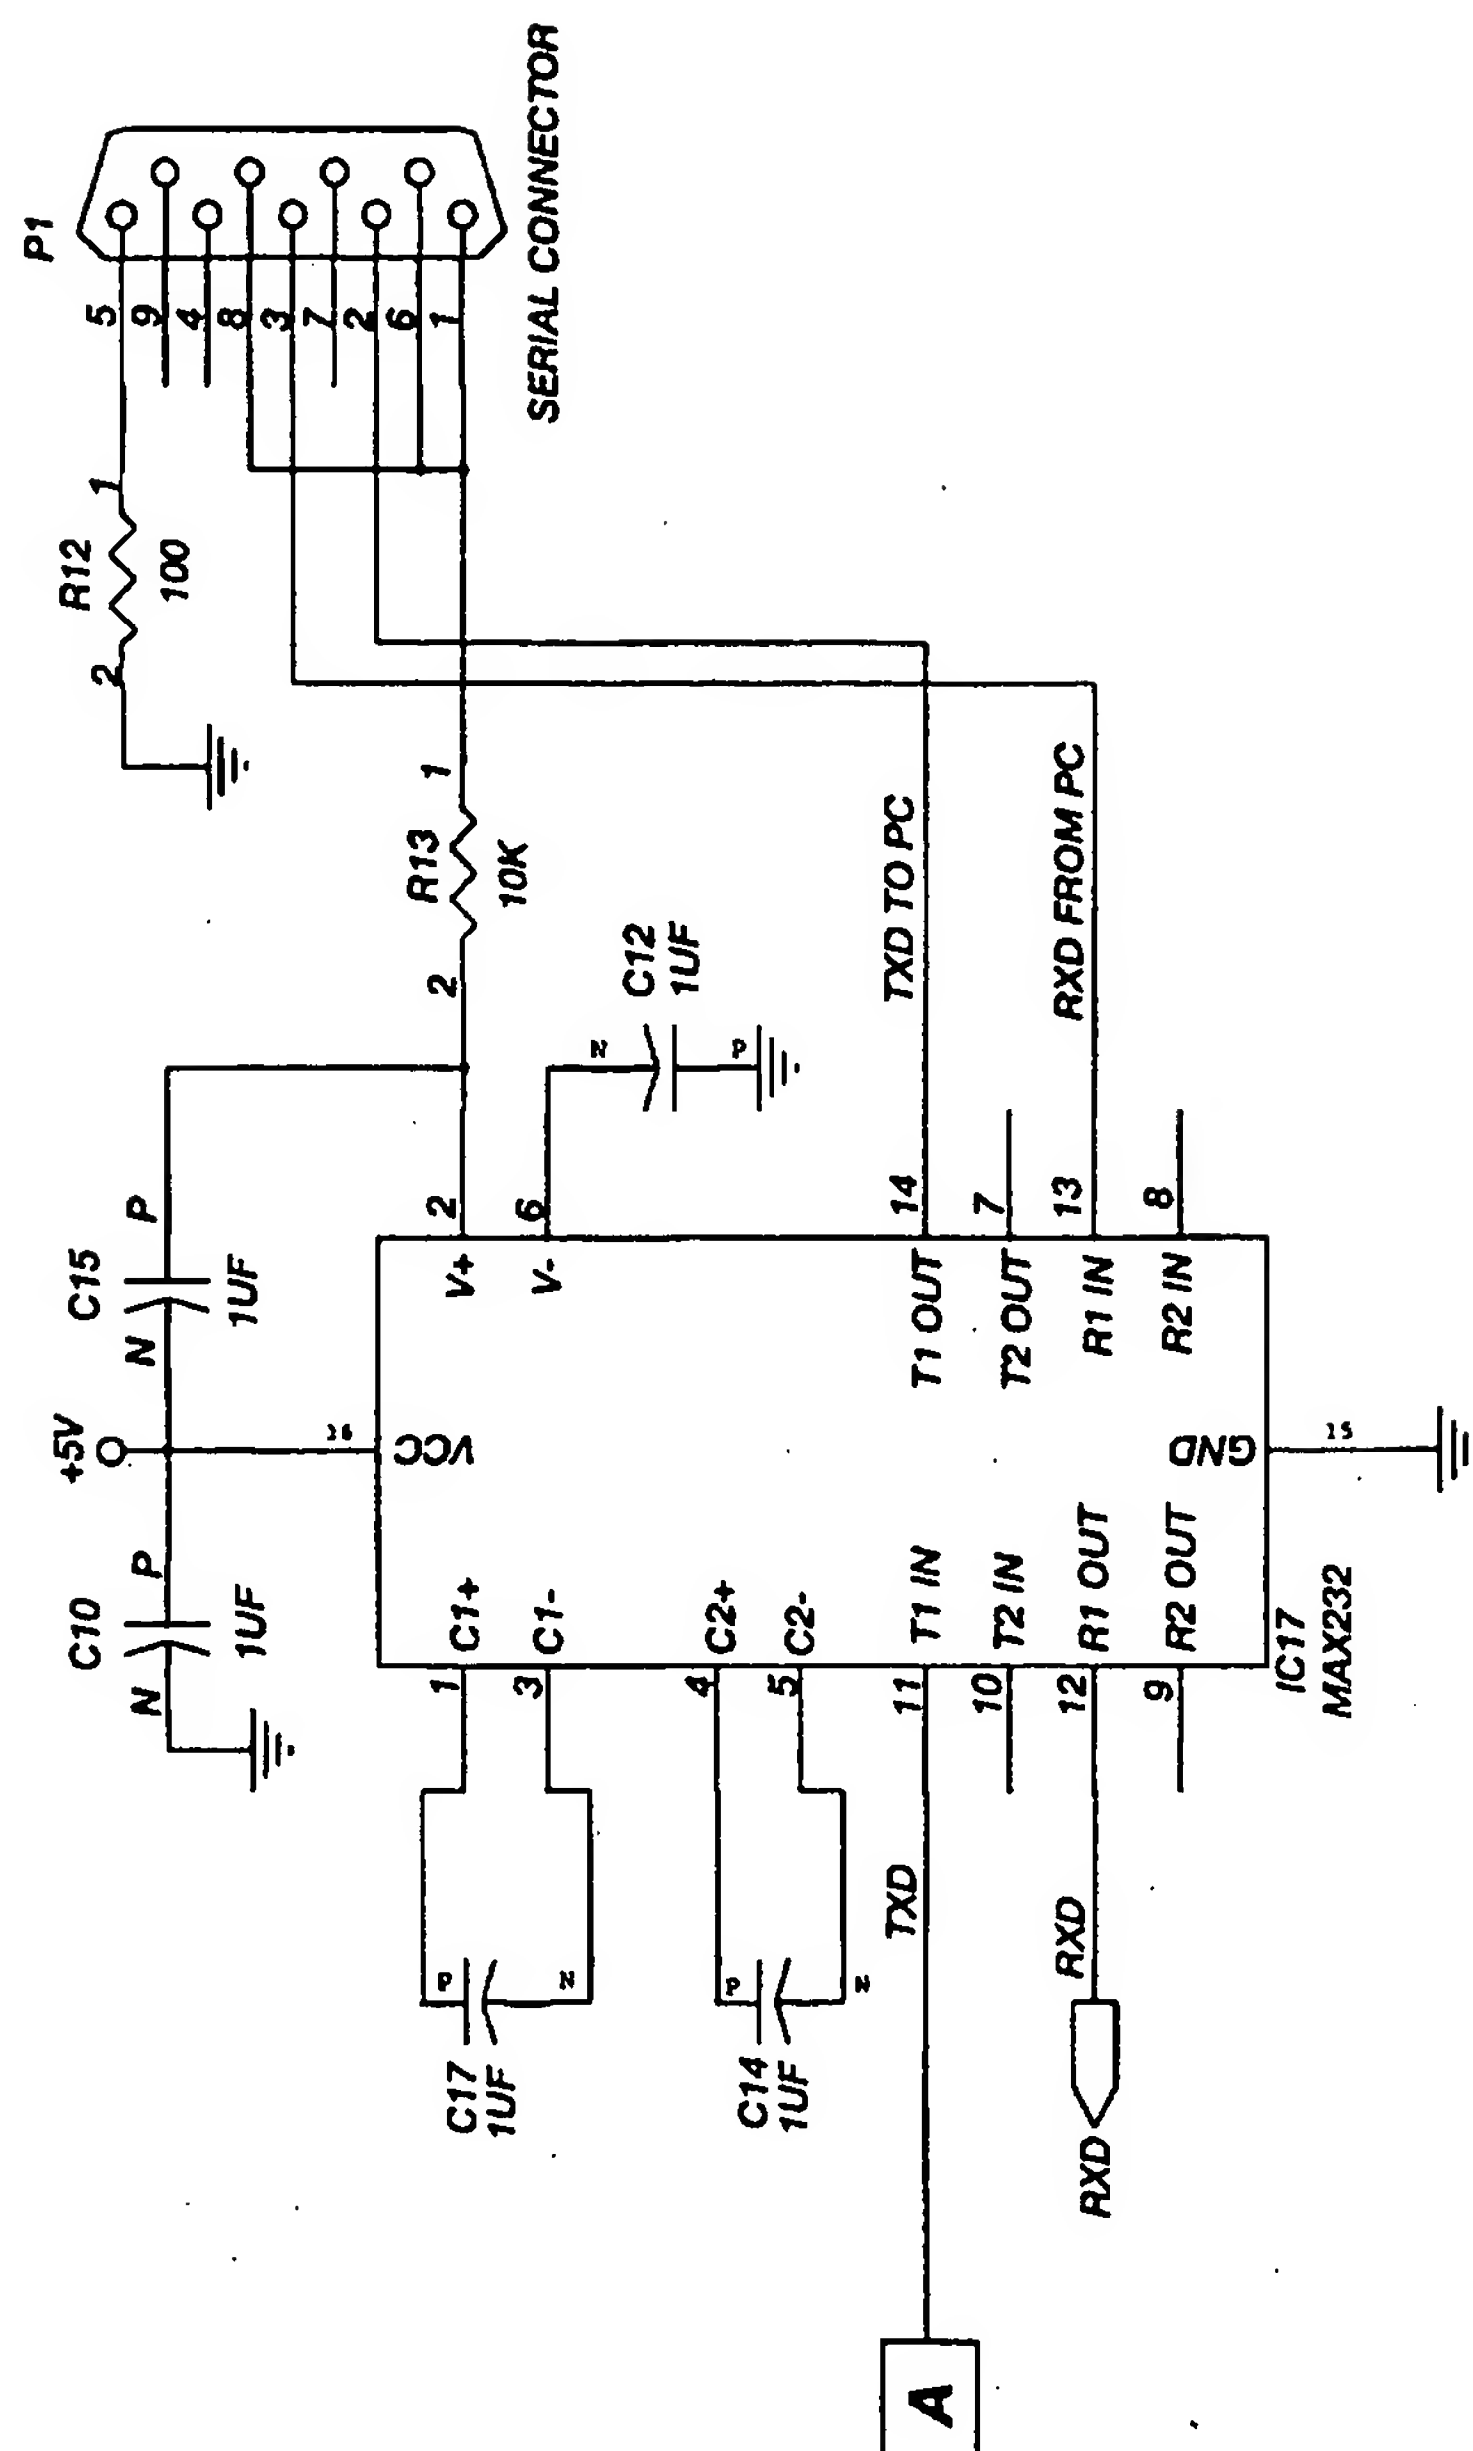 P1
5
9
4
8
3
7
2
6
1
SERIAL CONNECTOR
1
R12
100
2
1
R13
10K
2
C12
1UF
N
P
TXD TO PC
RXD FROM PC
C15
1UF
P
N
+5V
C10
1UF
P
N
16
VCC
2
V+
6
V-
14
T1 OUT
7
T2 OUT
13
R1 IN
8
R2 IN
GND
15
C1+
1
C1-
3
C2+
4
C2-
5
T1 IN
11
T2 IN
10
R1 OUT
12
R2 OUT
9
IC17
MAX232
P
N
C17
1UF
P
N
C14
1UF
TXD
RXD
RXD
A